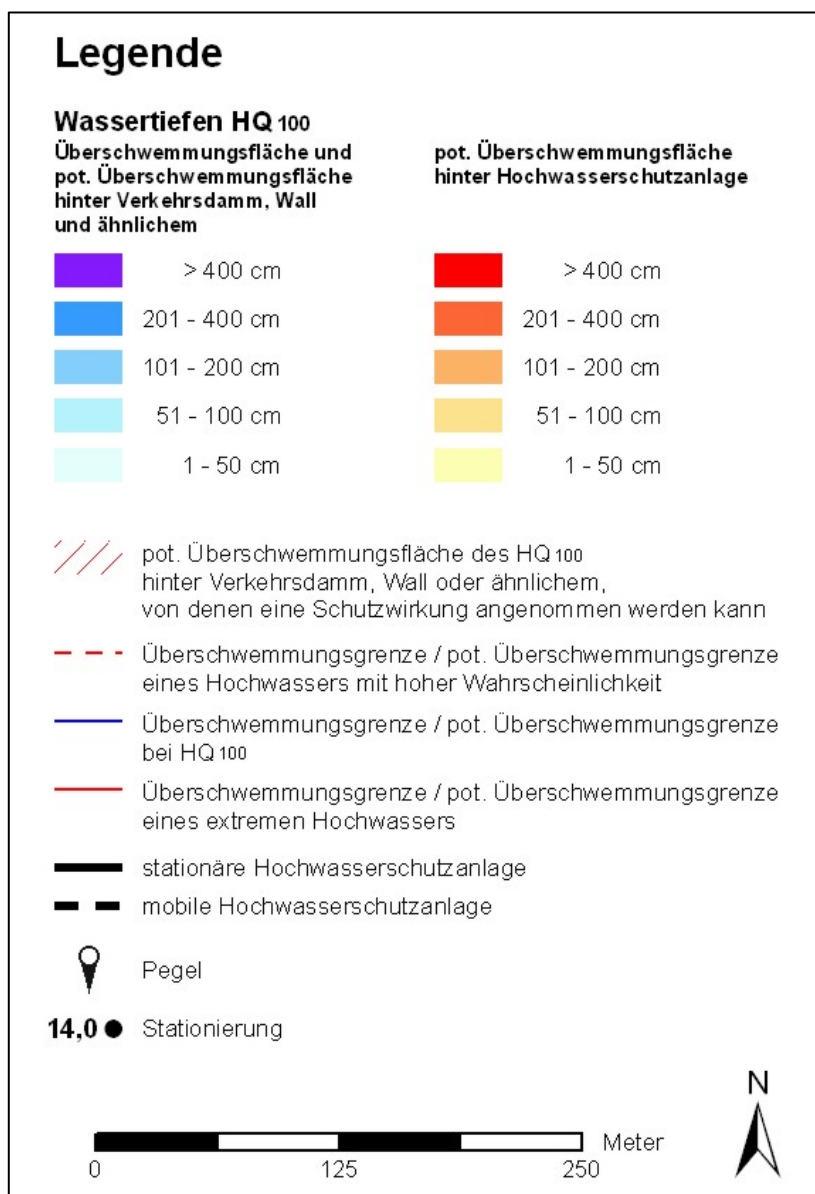 Legende
Wassertiefen HQ 100
Überschwemmungsfläche und
pot. Überschwemmungsfläche
hinter Verkehrsdamm, Wall
und ähnlichem
> 400 cm
201 - 400 cm
101 - 200 cm
51 - 100 cm
1 - 50 cm
pot. Überschwemmungsfläche
hinter Hochwasserschutzanlage
> 400 cm
201 - 400 cm
101 - 200 cm
51 - 100 cm
1 - 50 cm
pot. Überschwemmungsfläche des HQ 100
hinter Verkehrsdamm, Wall oder ähnlichem,
von denen eine Schutzwirkung angenommen werden kann
Überschwemmungsgrenze / pot. Überschwemmungsgrenze
eines Hochwassers mit hoher Wahrscheinlichkeit
Überschwemmungsgrenze / pot. Überschwemmungsgrenze
bei HQ 100
Überschwemmungsgrenze / pot. Überschwemmungsgrenze
eines extremen Hochwassers
stationäre Hochwasserschutzanlage
mobile Hochwasserschutzanlage
Pegel
14,0 Stationierung
N
Meter
0 125 250